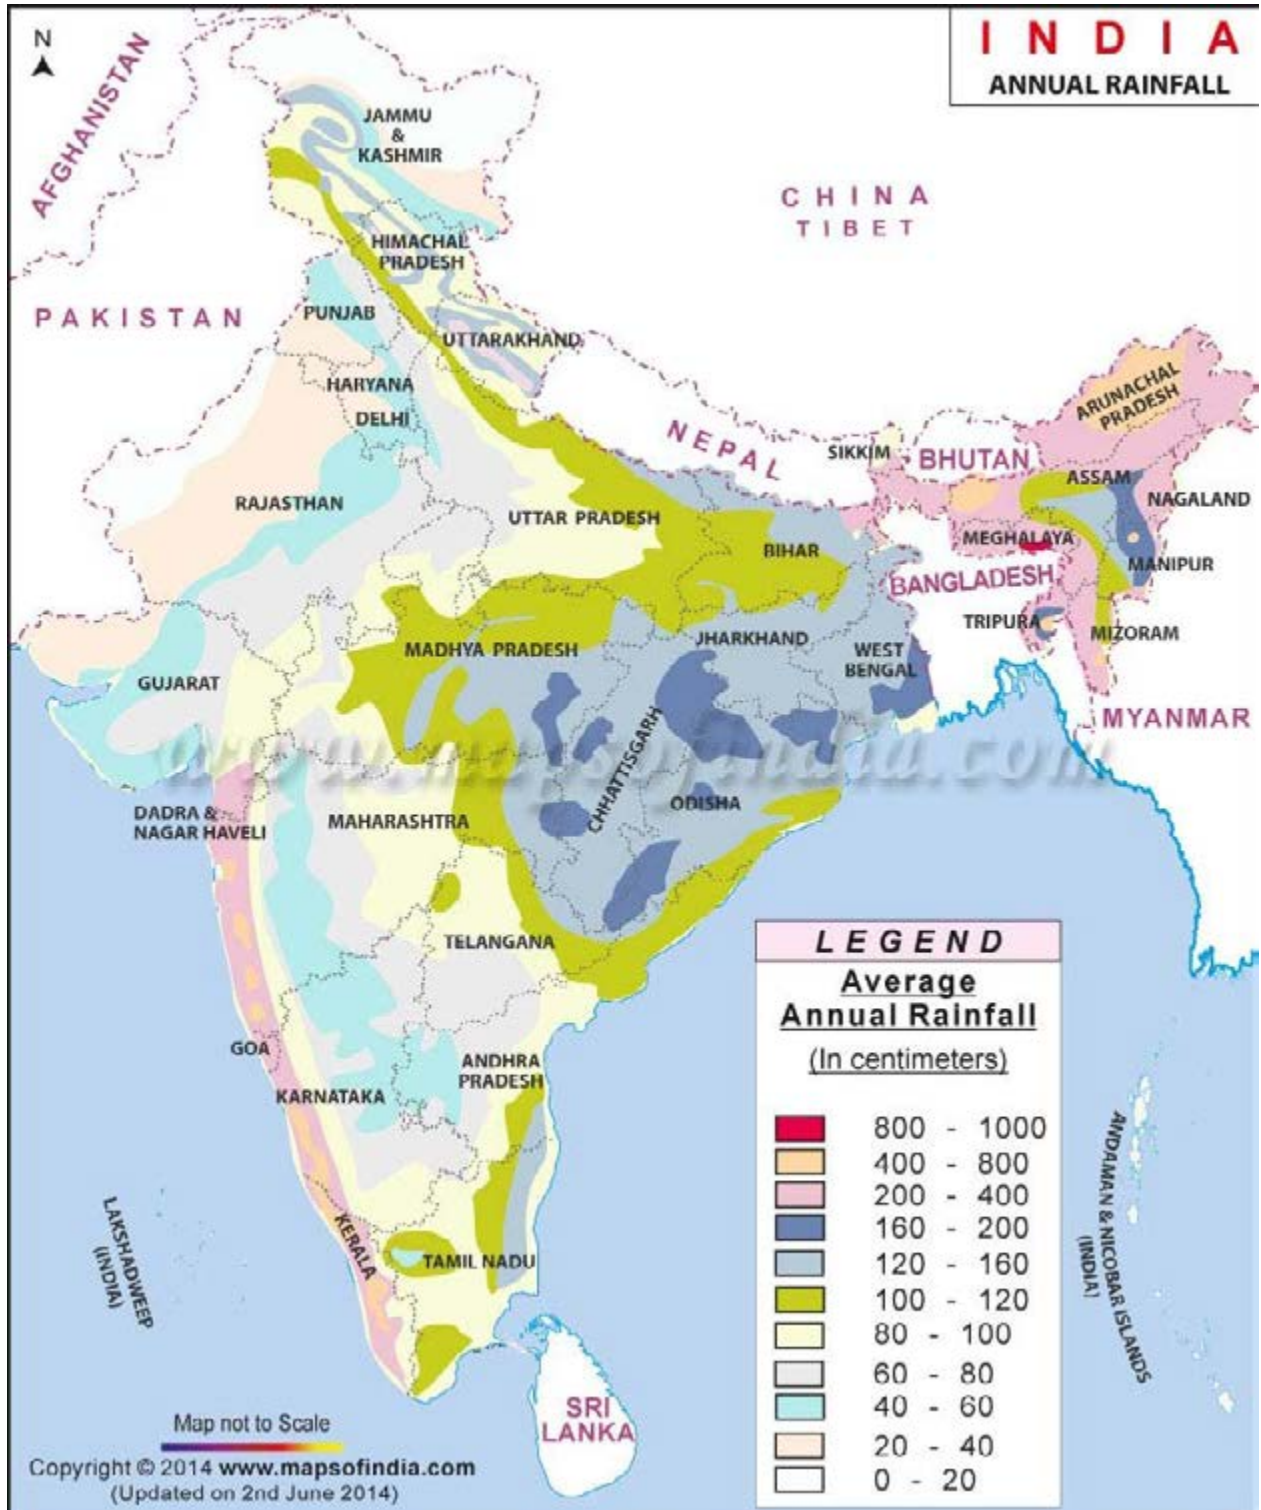 N
I N D I A
ANNUAL RAINFALL
AFGHANISTAN
JAMMU
&
KASHMIR
CHINA
TIBET
HIMACHAL
PRADESH
PAKISTAN
PUNJAB
UTTARAKHAND
HARYANA
DELHI
ARUNACHAL
PRADESH
NEPAL
SIKKIM
BHUTAN
ASSAM
NAGALAND
RAJASTHAN
UTTAR PRADESH
BIHAR
MEGHALAYA
BANGLADESH
MANIPUR
TRIPURA
MIZORAM
MADHYA PRADESH
JHARKHAND
WEST
BENGAL
GUJARAT
MYANMAR
www.mapsofindia.com
CHHATTISGARH
ODISHA
DADRA &
NAGAR HAVELI
MAHARASHTRA
TELANGANA
GOA
KARNATAKA
ANDHRA
PRADESH
LAKSHADWEEP
(INDIA)
KERALA
TAMIL NADU
ANDAMAN & NICOBAR ISLANDS
(INDIA)
SRI
LANKA
LEGEND
Average
Annual Rainfall
(In centimeters)
800 - 1000
400 - 800
200 - 400
160 - 200
120 - 160
100 - 120
80 - 100
60 - 80
40 - 60
20 - 40
0 - 20
Map not to Scale
Copyright © 2014 www.mapsofindia.com
(Updated on 2nd June 2014)